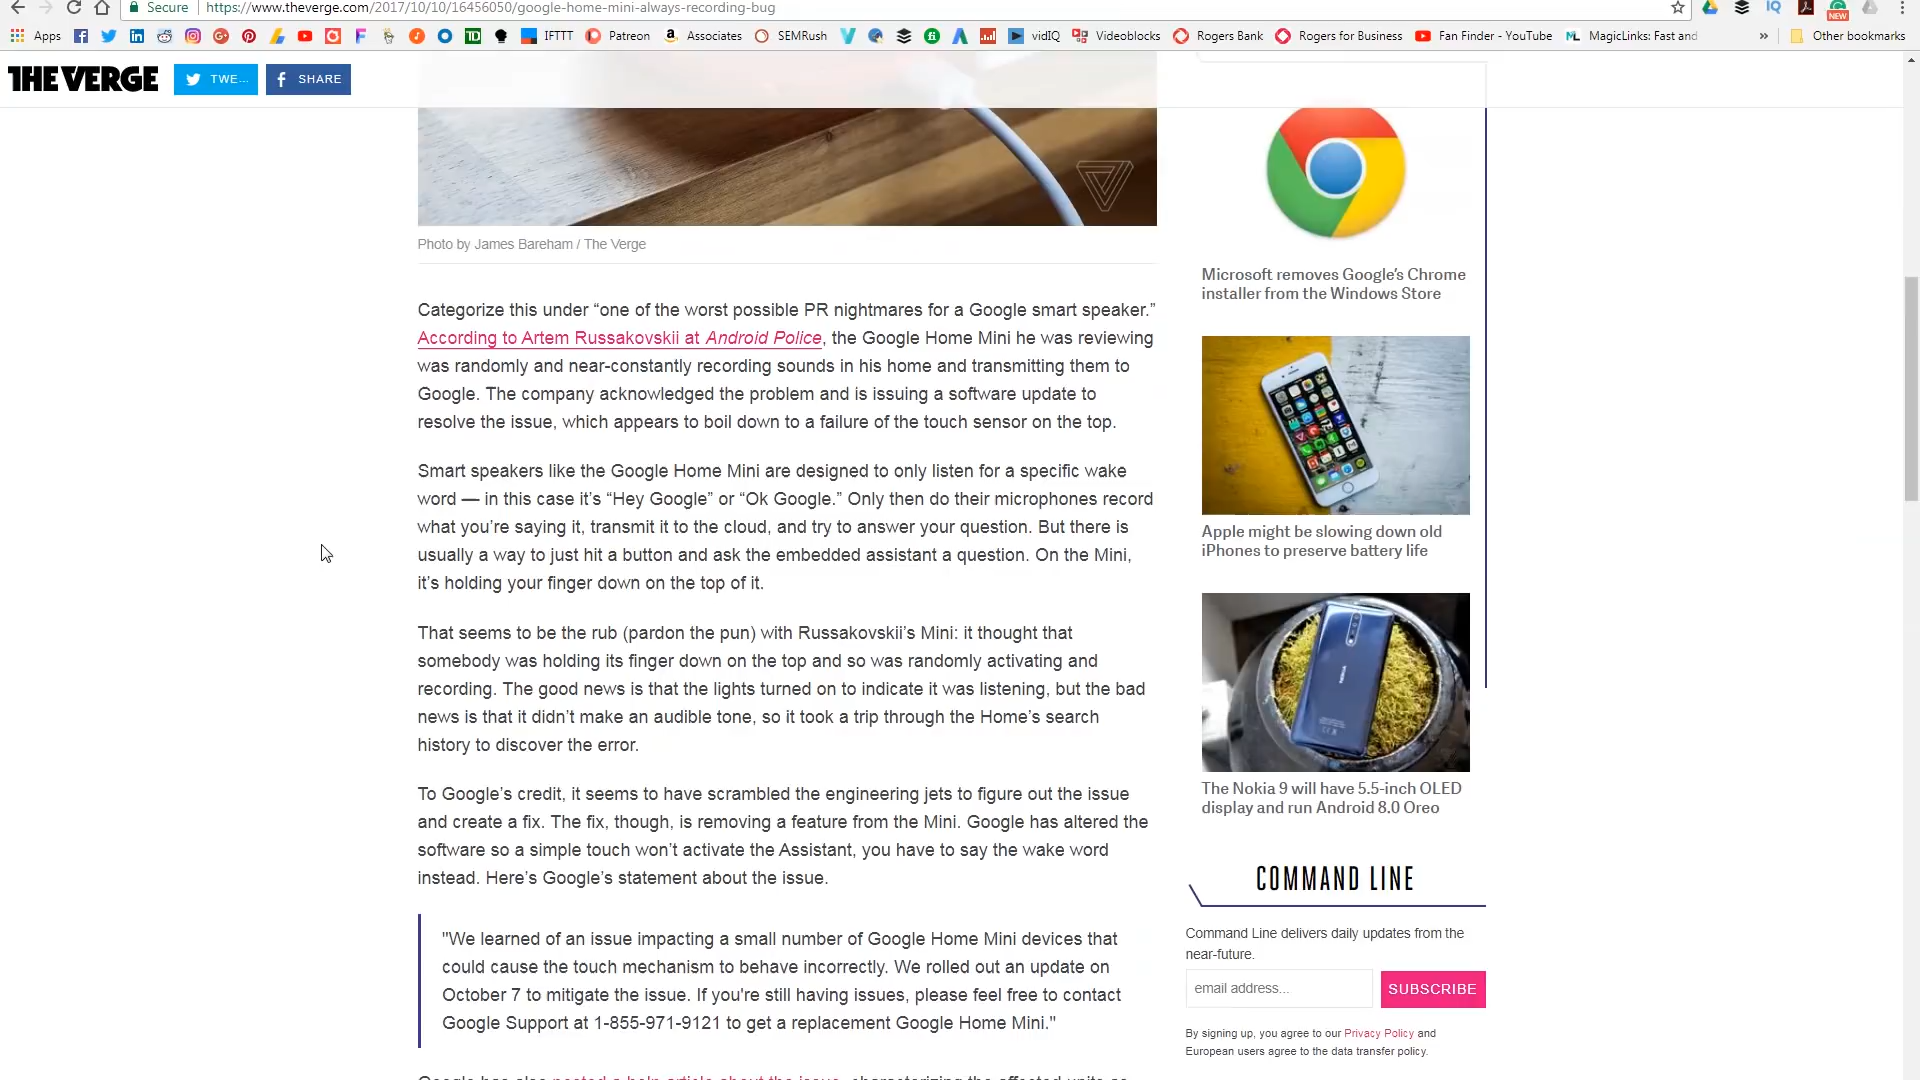 Secure https://www.theverge.com/2017/10/10/16456050/google-home-mini-always-recording-bug
NEW
Apps IFTTT Patreon Associates SEMRush vidIQ Videoblocks Rogers Bank Rogers for Business Fan Finder - YouTube MagicLinks: Fast and » Other bookmarks
THE VERGE TWE... SHARE
Photo by James Bareham / The Verge
Categorize this under “one of the worst possible PR nightmares for a Google smart speaker.”
According to Artem Russakovskii at Android Police, the Google Home Mini he was reviewing
was randomly and near-constantly recording sounds in his home and transmitting them to
Google. The company acknowledged the problem and is issuing a software update to
resolve the issue, which appears to boil down to a failure of the touch sensor on the top.
Smart speakers like the Google Home Mini are designed to only listen for a specific wake
word — in this case it’s “Hey Google” or “Ok Google.” Only then do their microphones record
what you’re saying it, transmit it to the cloud, and try to answer your question. But there is
usually a way to just hit a button and ask the embedded assistant a question. On the Mini,
it’s holding your finger down on the top of it.
That seems to be the rub (pardon the pun) with Russakovskii’s Mini: it thought that
somebody was holding its finger down on the top and so was randomly activating and
recording. The good news is that the lights turned on to indicate it was listening, but the bad
news is that it didn’t make an audible tone, so it took a trip through the Home’s search
history to discover the error.
To Google’s credit, it seems to have scrambled the engineering jets to figure out the issue
and create a fix. The fix, though, is removing a feature from the Mini. Google has altered the
software so a simple touch won’t activate the Assistant, you have to say the wake word
instead. Here’s Google’s statement about the issue.
"We learned of an issue impacting a small number of Google Home Mini devices that
could cause the touch mechanism to behave incorrectly. We rolled out an update on
October 7 to mitigate the issue. If you're still having issues, please feel free to contact
Google Support at 1-855-971-9121 to get a replacement Google Home Mini."
Google has also posted a help article about the issue, characterizing the affected units as
Microsoft removes Google’s Chrome
installer from the Windows Store
Apple might be slowing down old
iPhones to preserve battery life
NOKIA
The Nokia 9 will have 5.5-inch OLED
display and run Android 8.0 Oreo
COMMAND LINE
Command Line delivers daily updates from the
near-future.
email address... SUBSCRIBE
By signing up, you agree to our Privacy Policy and
European users agree to the data transfer policy.